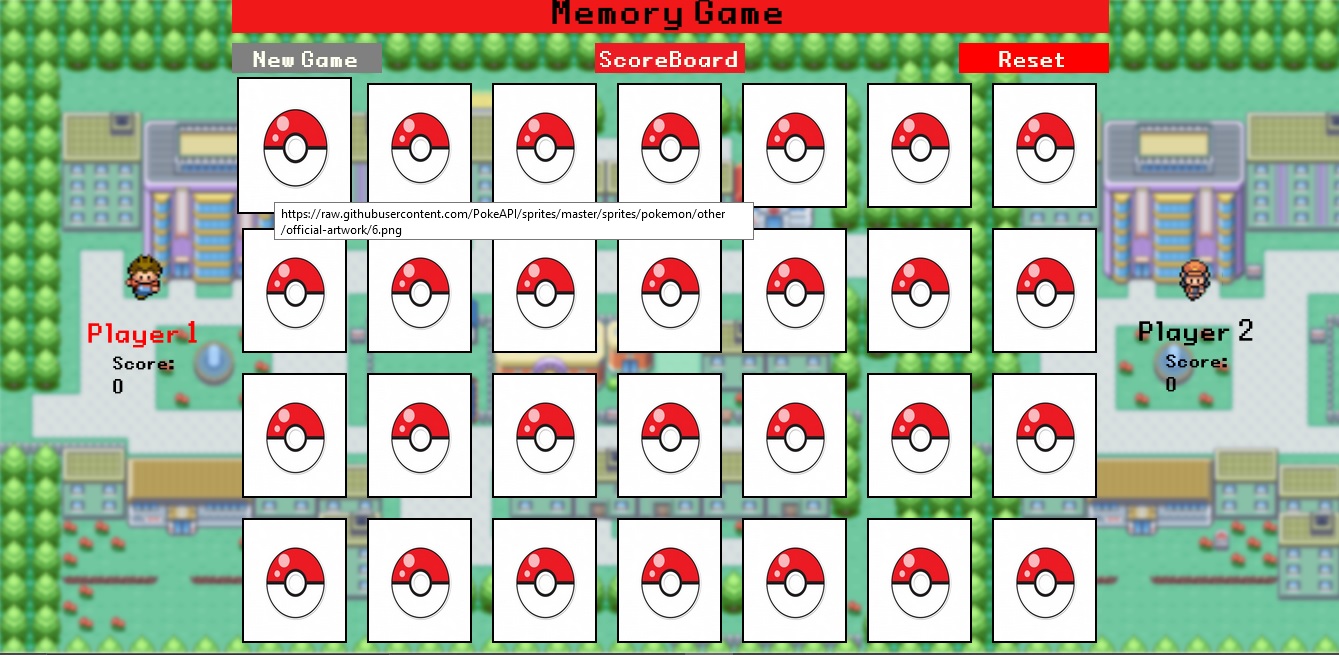 Memory Game
New Game
ScoreBoard
Reset
https://raw.githubusercontent.com/PokeAPI/sprites/master/sprites/pokemon/other
/official-artwork/6.png
Player 1
Score:
0
Player 2
Score:
0